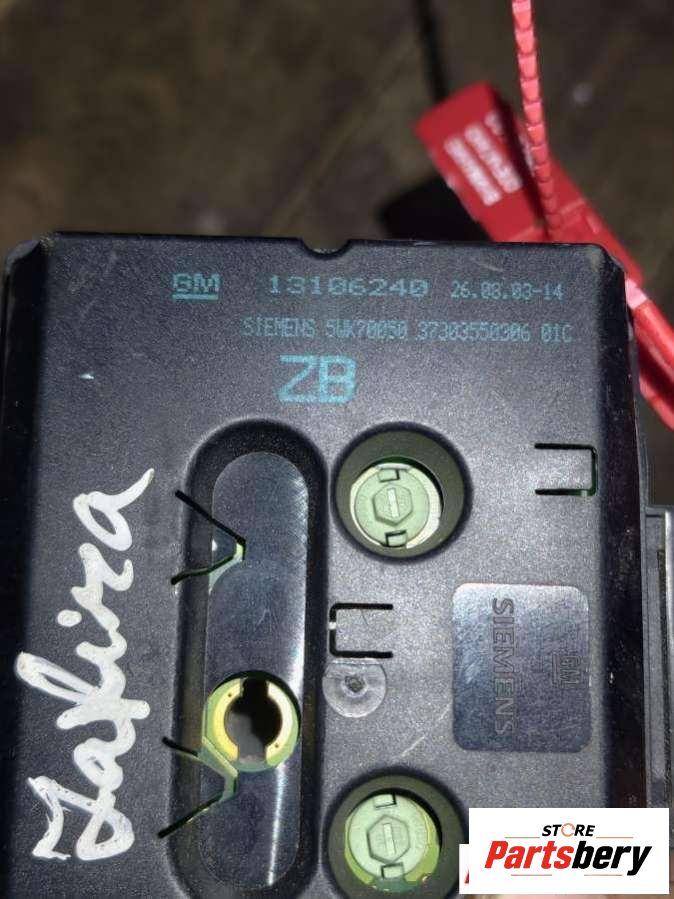 GM 13106240 26.08.03-14
SIEMENS 5WK70050 37303550306 01C
ZB
Zafira
SIEMENS
GM
STORE
Partsbery